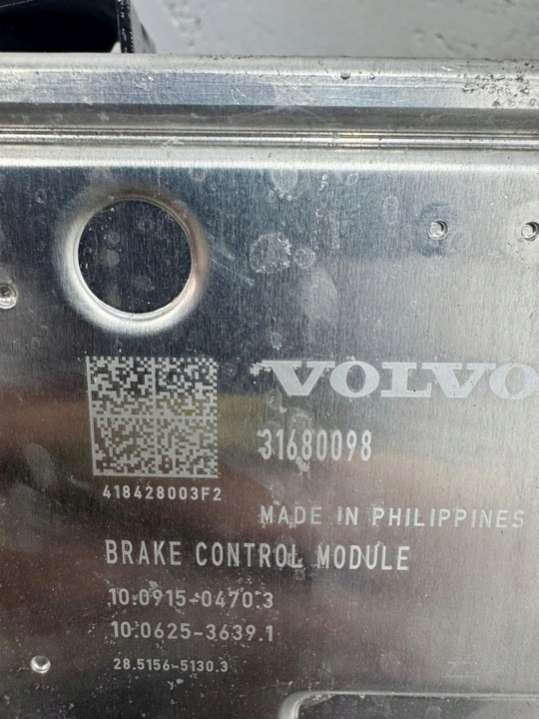 VOLVO
31680098
418428003F2
MADE IN PHILIPPINES
BRAKE CONTROL MODULE
10.0915-0470.3
10.0625-3639.1
28.5156-5130.3